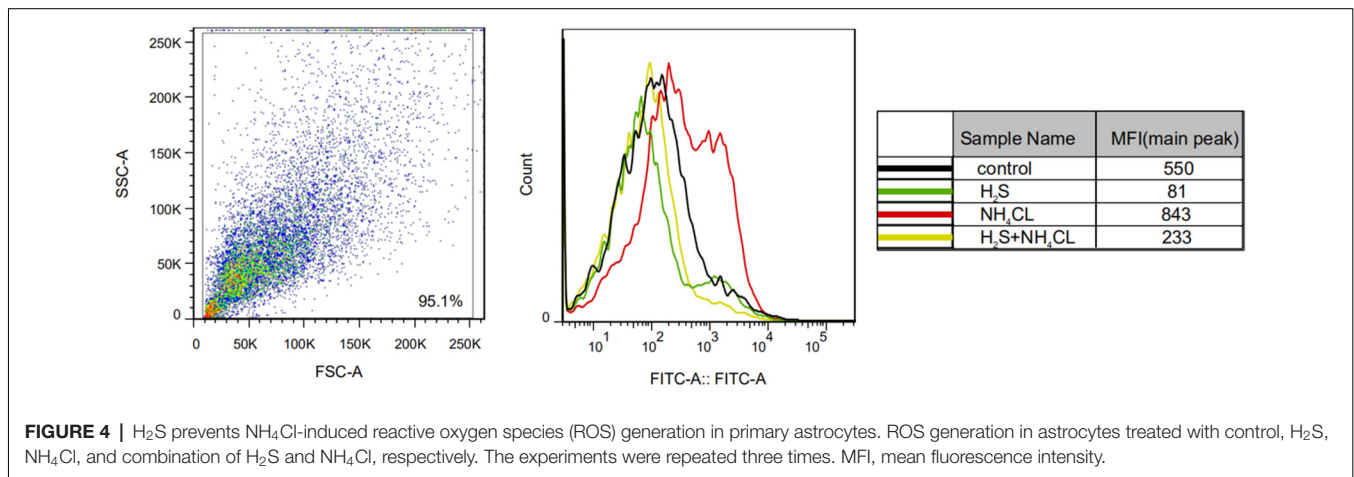 250K
200K
150K
100K
50K
0
SSC-A
95.1%
0 50K 100K 150K 200K 250K
FSC-A
Count
0
10¹ 10² 10³ 10⁴ 10⁵
FITC-A:: FITC-A
Sample Name MFI(main peak)
control 550
H₂S 81
NH₄CL 843
H₂S+NH₄CL 233
FIGURE 4 | H₂S prevents NH₄Cl-induced reactive oxygen species (ROS) generation in primary astrocytes. ROS generation in astrocytes treated with control, H₂S,
NH₄Cl, and combination of H₂S and NH₄Cl, respectively. The experiments were repeated three times. MFI, mean fluorescence intensity.